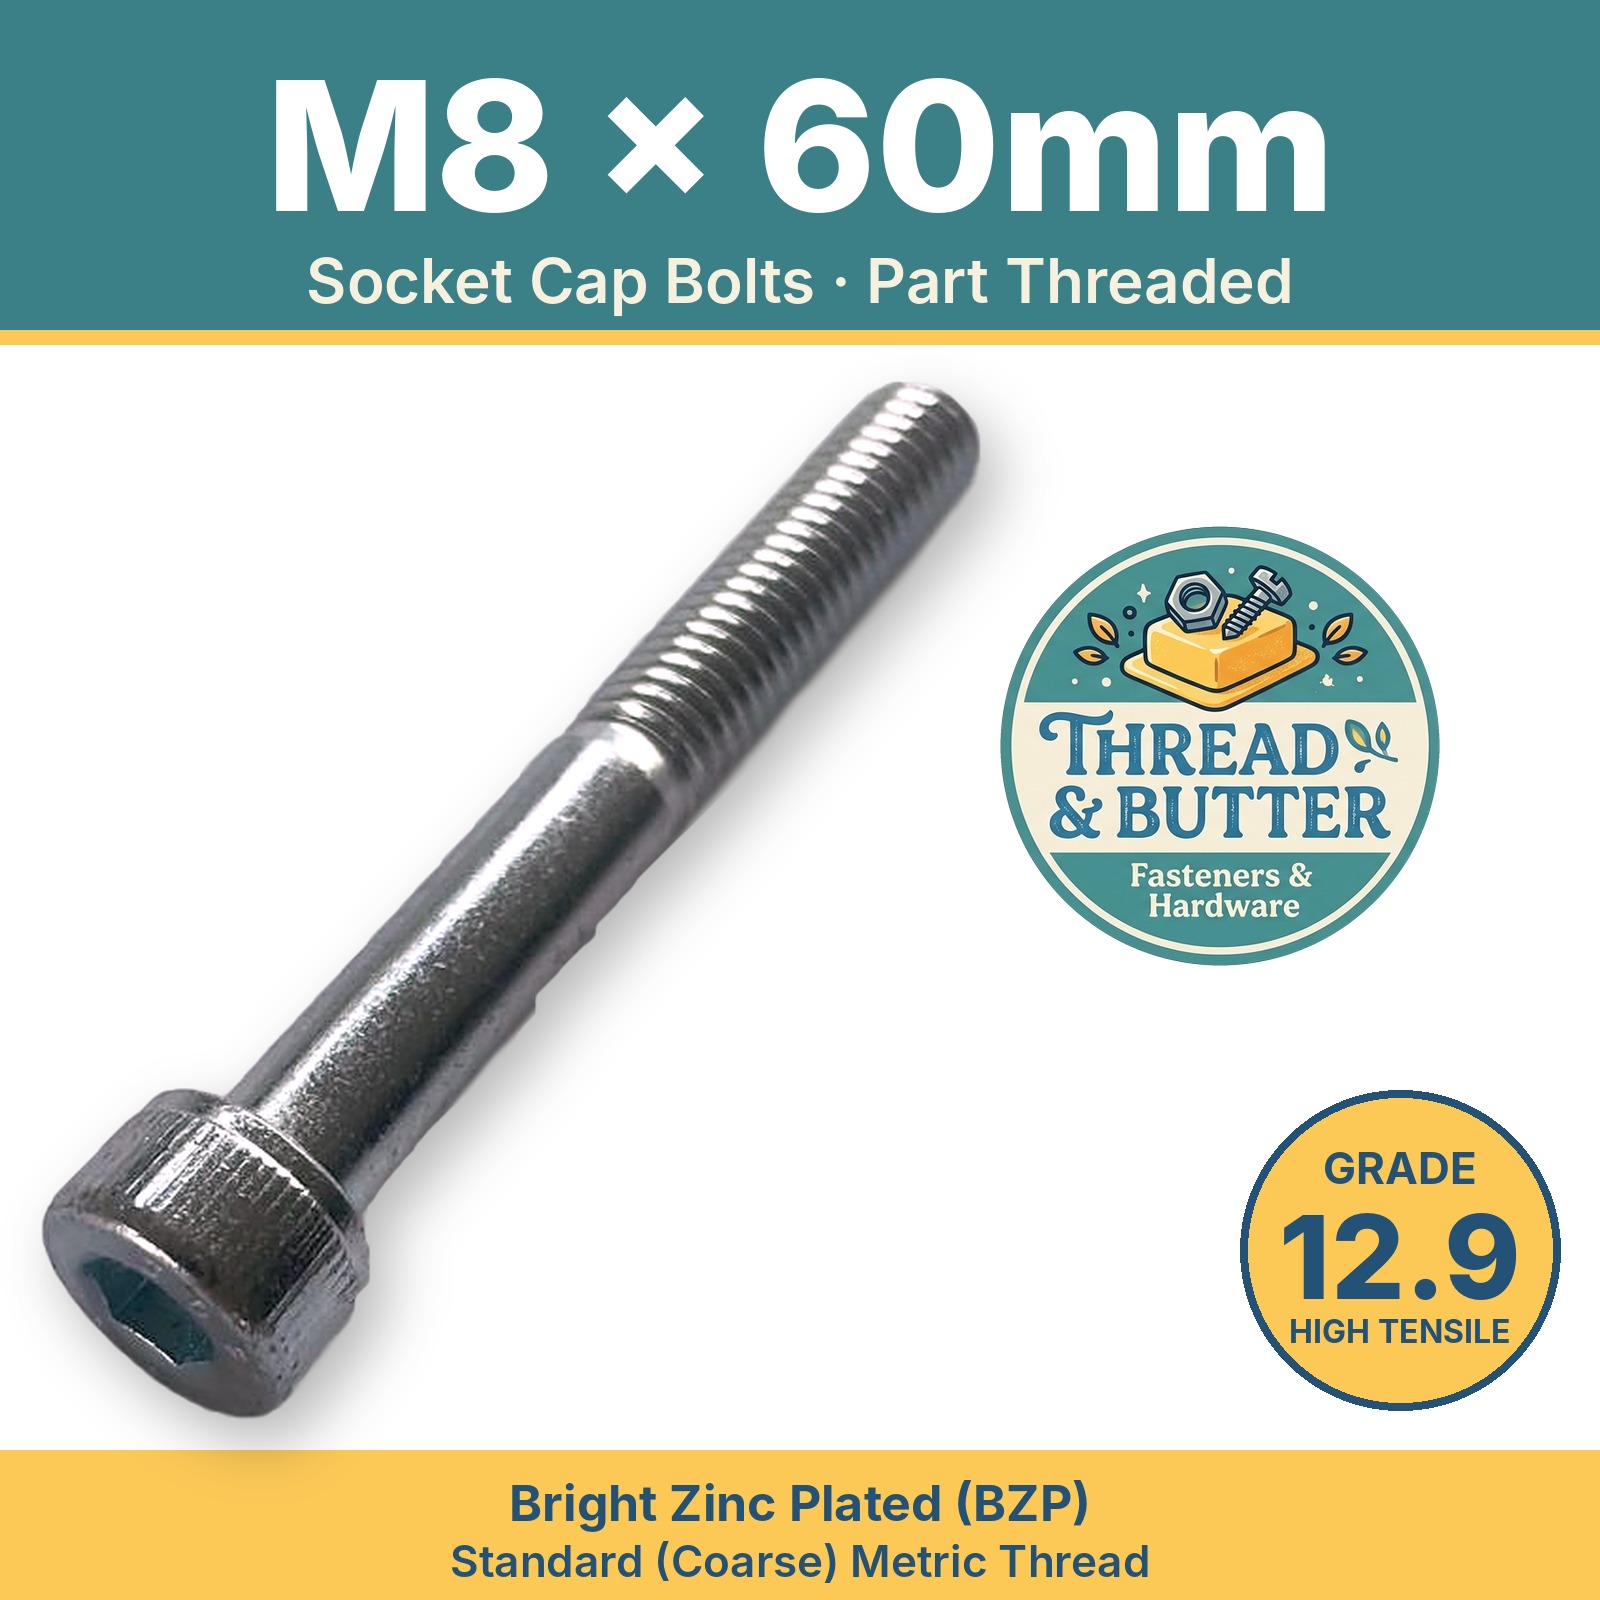 M8 × 60mm
Socket Cap Bolts · Part Threaded
THREAD
& BUTTER
Fasteners &
Hardware
GRADE
12.9
HIGH TENSILE
Bright Zinc Plated (BZP)
Standard (Coarse) Metric Thread